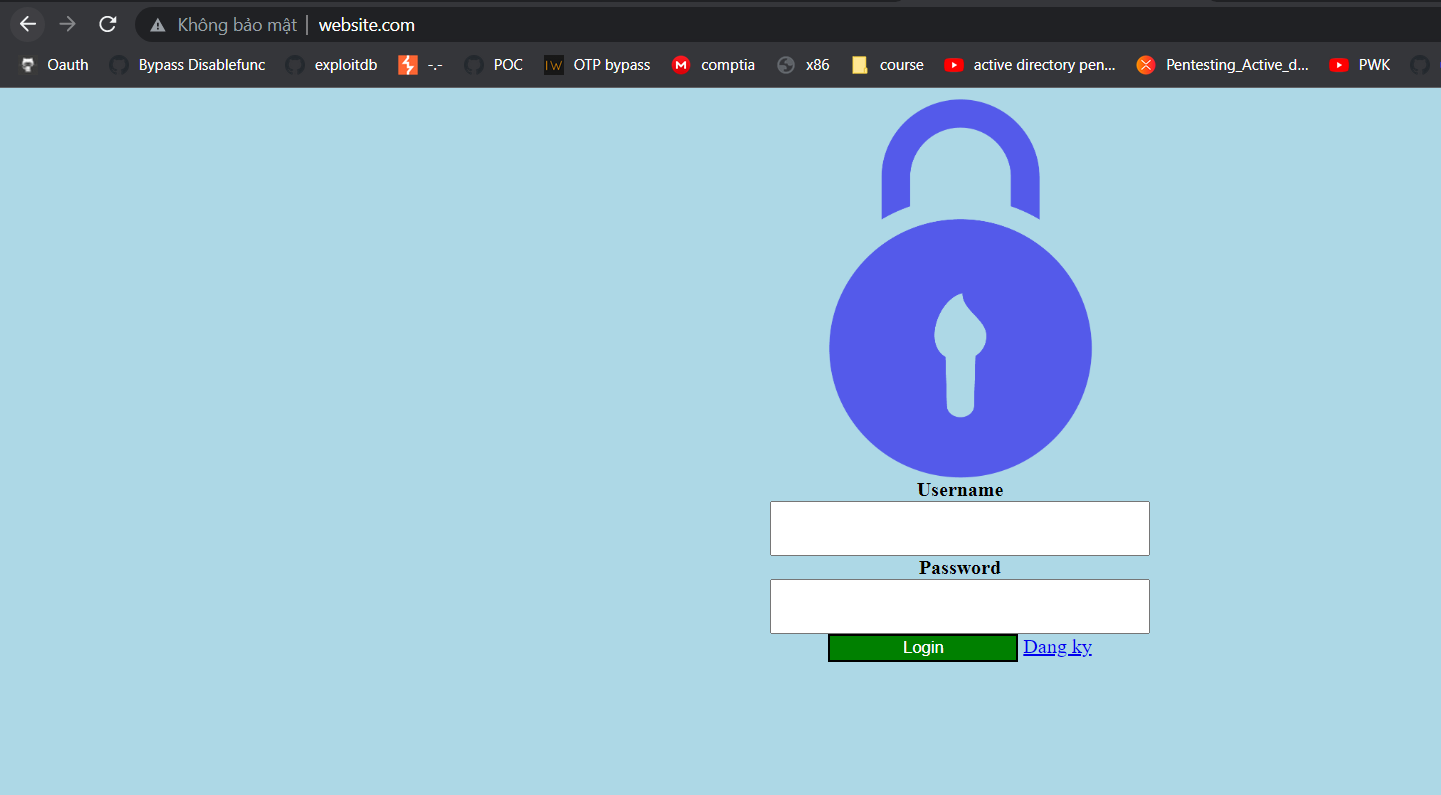 Không bảo mật | website.com
Oauth Bypass Disablefunc exploitdb -.- POC IW OTP bypass M comptia x86 course active directory pen... Pentesting_Active_d... PWK
Username
Password
Login Dang ky